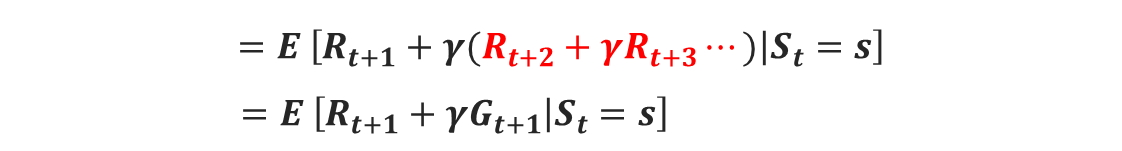 = E [R_{t+1} + γ(R_{t+2} + γR_{t+3} ⋯ )|S_t = s]
= E [R_{t+1} + γG_{t+1}|S_t = s]